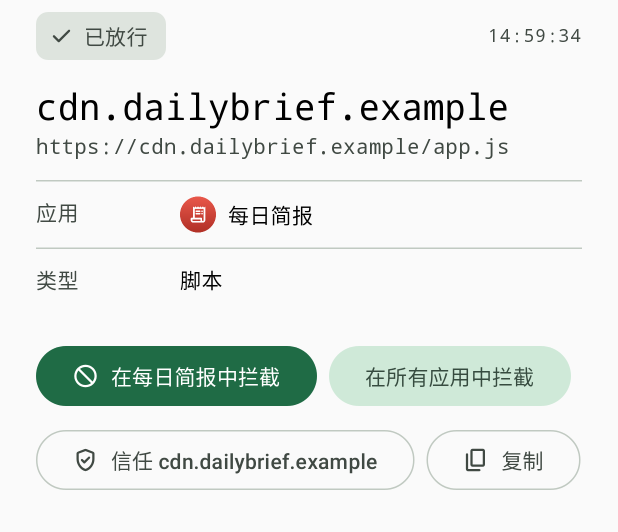 已放行
14:59:34
cdn.dailybrief.example
https://cdn.dailybrief.example/app.js
应用 每日简报
类型 脚本
在每日简报中拦截 在所有应用中拦截
信任 cdn.dailybrief.example 复制